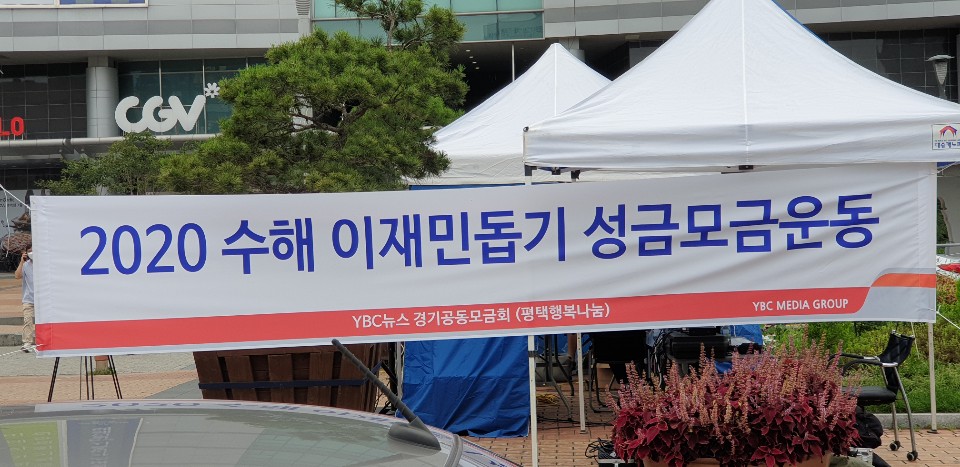 CGV
LO
2020 수해 이재민돕기 성금모금운동
YBC뉴스 경기공동모금회 (평택행복나눔)
YBC MEDIA GROUP